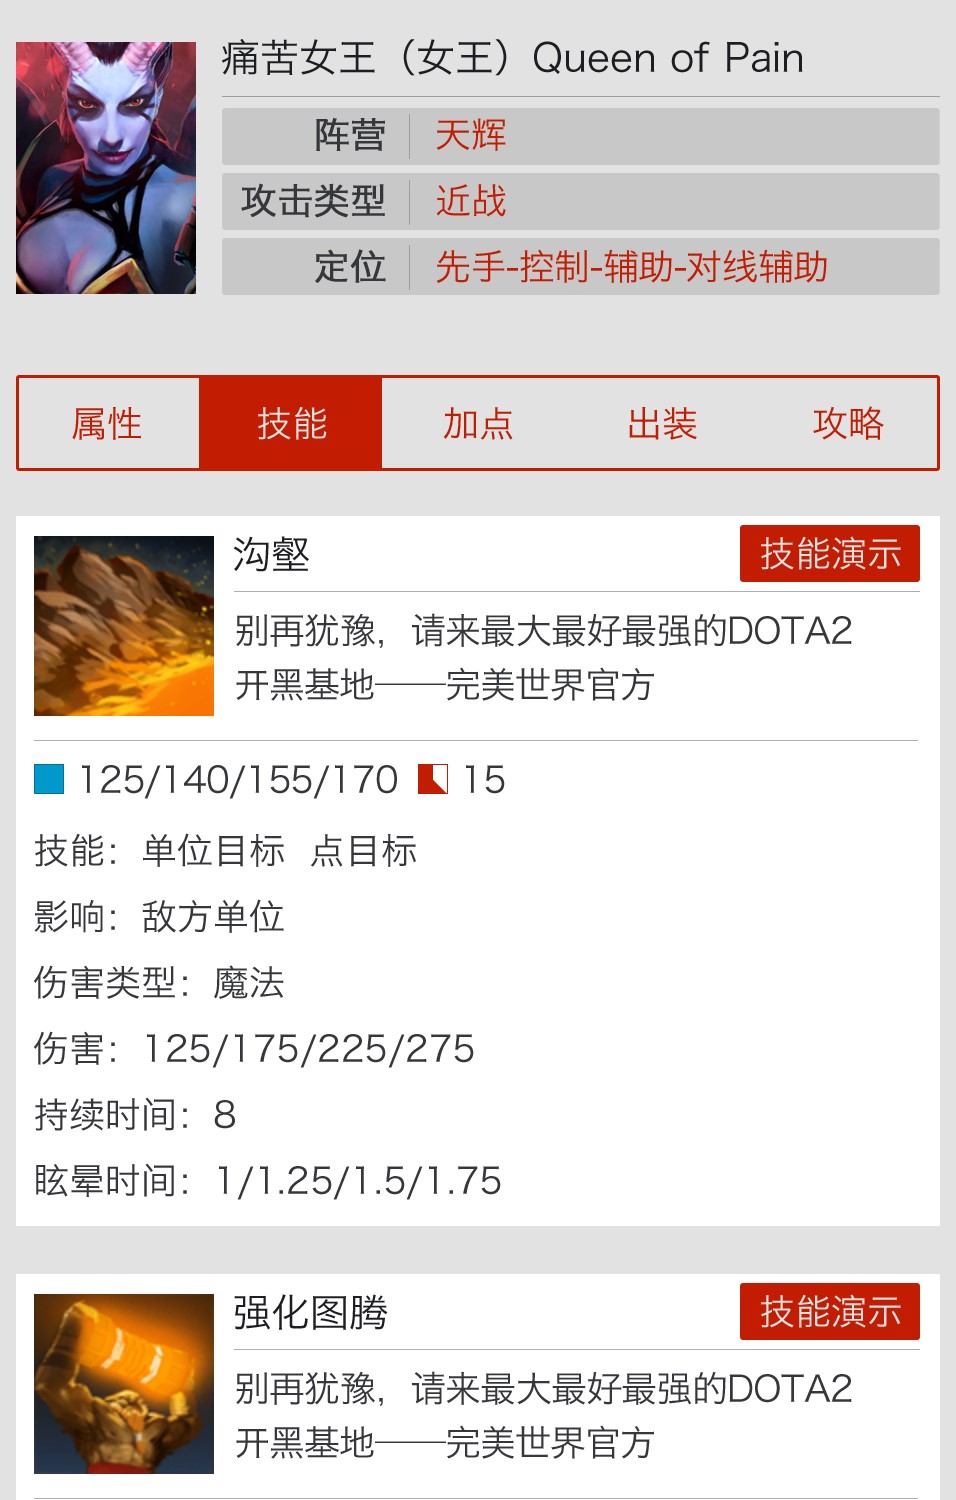 痛苦女王（女王）Queen of Pain
阵营 天辉
攻击类型 近战
定位 先手-控制-辅助-对线辅助
属性 技能 加点 出装 攻略
沟壑 技能演示
别再犹豫，请来最大最好最强的DOTA2
开黑基地——完美世界官方
125/140/155/170 15
技能：单位目标 点目标
影响：敌方单位
伤害类型：魔法
伤害：125/175/225/275
持续时间：8
眩晕时间：1/1.25/1.5/1.75
强化图腾 技能演示
别再犹豫，请来最大最好最强的DOTA2
开黑基地——完美世界官方